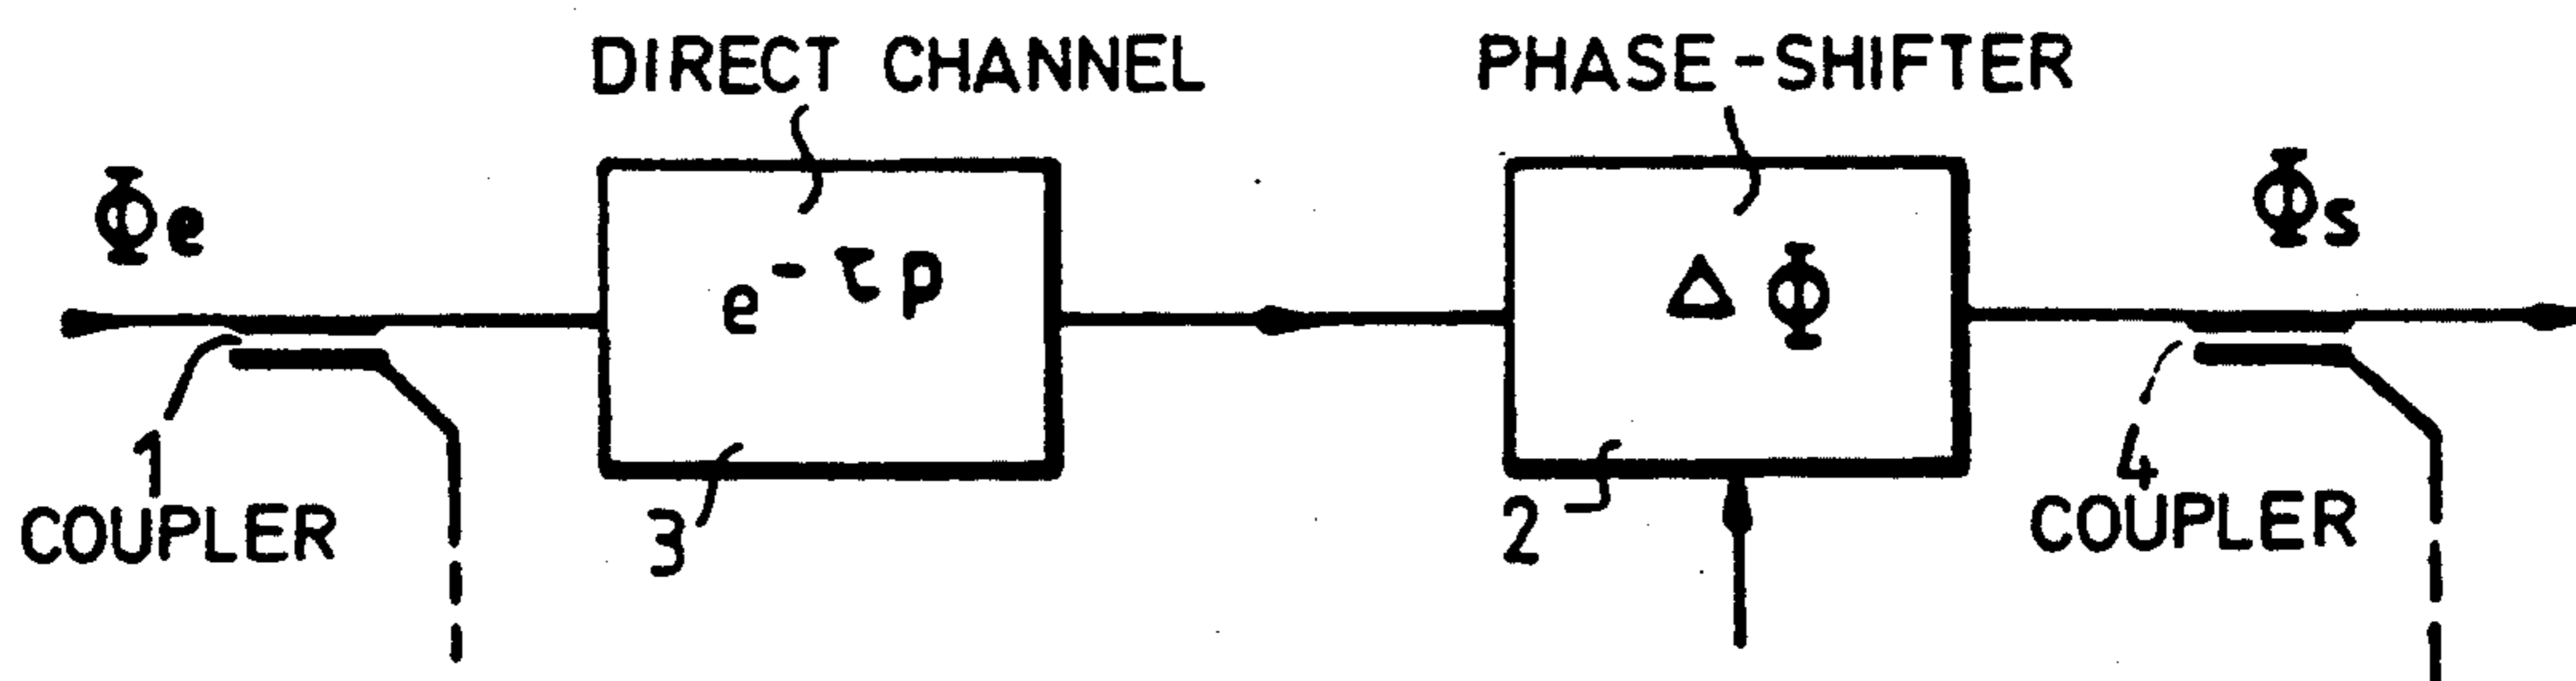 DIRECT CHANNEL
PHASE-SHIFTER
Φe
e^-τp
ΔΦ
Φs
1
COUPLER
3
2
4
COUPLER